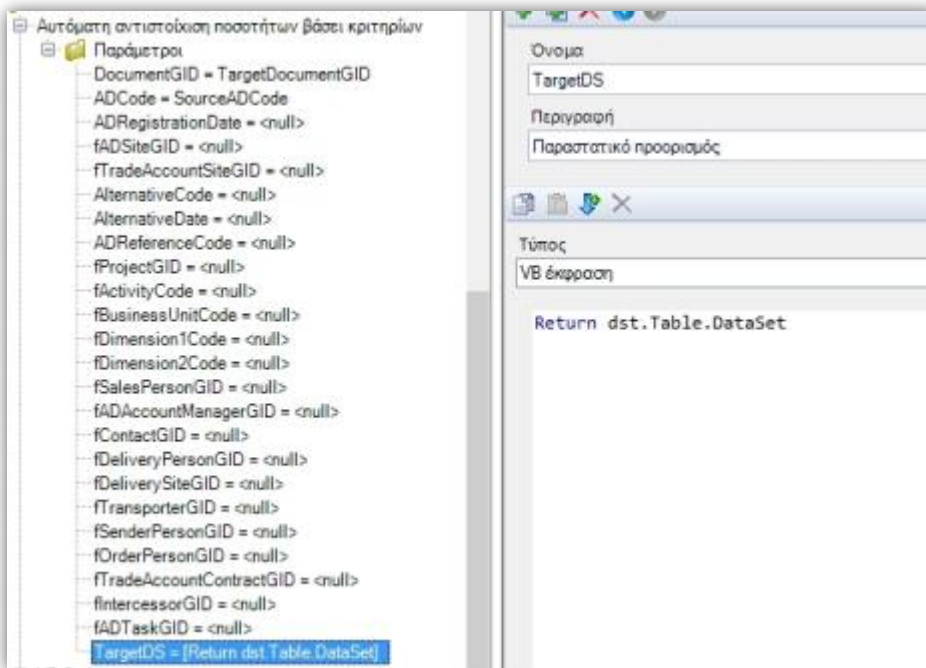 Αυτόματη αντιστοίχιση ποσοτήτων βάσει κριτηρίων
Παράμετροι
DocumentGID = TargetDocumentGID
ADCode = SourceADCode
ADRegistrationDate = <null>
fADSiteGID = <null>
fTradeAccountSiteGID = <null>
AlternativeCode = <null>
AlternativeDate = <null>
ADReferenceCode = <null>
fProjectGID = <null>
fActivityCode = <null>
fBusinessUnitCode = <null>
fDimension1Code = <null>
fDimension2Code = <null>
fSalesPersonGID = <null>
fADAccountManagerGID = <null>
fContactGID = <null>
fDeliveryPersonGID = <null>
fDeliverySiteGID = <null>
fTransporterGID = <null>
fSenderPersonGID = <null>
fOrderPersonGID = <null>
fTradeAccountContractGID = <null>
fIntercessorGID = <null>
fADTaskGID = <null>
TargetDS = [Return dst.Table.DataSet]
Όνομα
TargetDS
Περιγραφή
Παραστατικό προορισμός
Τύπος
VB έκφραση
Return dst.Table.DataSet